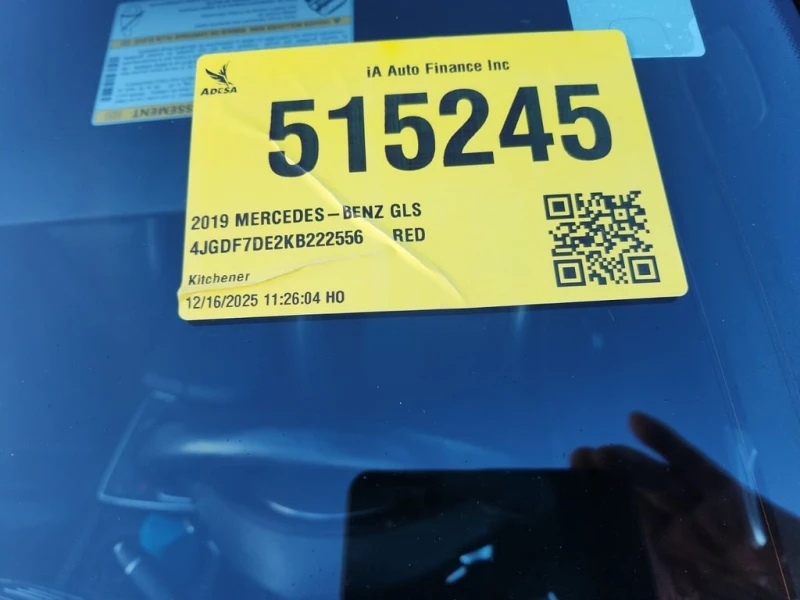 ADESA
iA Auto Finance Inc
515245
2019 MERCEDES-BENZ GLS
4JGDF7DE2KB222556 RED
Kitchener
12/16/2025 11:26:04 HO